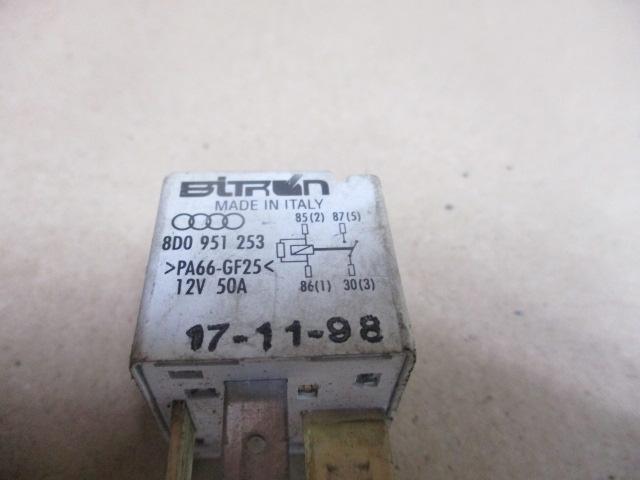 BITRON
MADE IN ITALY
8D0 951 253
>PA66-GF25<
12V 50A
85(2) 87(5)
86(1) 30(3)
17-11-98